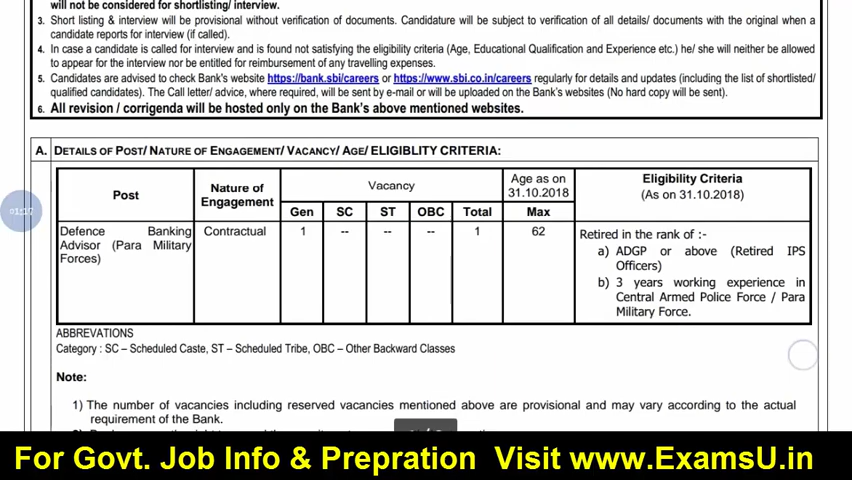 will not be considered for shortlisting/ interview.
3. Short listing & interview will be provisional without verification of documents. Candidature will be subject to verification of all details/ documents with the original when a
candidate reports for interview (if called).
4. In case a candidate is called for interview and is found not satisfying the eligibility criteria (Age, Educational Qualification and Experience etc.) he/ she will neither be allowed
to appear for the interview nor be entitled for reimbursement of any travelling expenses.
5. Candidates are advised to check Bank's website https://bank.sbi/careers or https://www.sbi.co.in/careers regularly for details and updates (including the list of shortlisted/
qualified candidates). The Call letter/ advice, where required, will be sent by e-mail or will be uploaded on the Bank's websites (No hard copy will be sent).
6. All revision / corrigenda will be hosted only on the Bank's above mentioned websites.
A. DETAILS OF POST/ NATURE OF ENGAGEMENT/ VACANCY/ AGE/ ELIGIBLITY CRITERIA:
Post
Nature of
Engagement
Vacancy
Age as on
31.10.2018
Eligibility Criteria
(As on 31.10.2018)
Gen SC ST OBC Total Max
Defence Banking
Advisor (Para Military
Forces)
Contractual
1 -- -- -- 1 62
Retired in the rank of :-
a) ADGP or above (Retired IPS
Officers)
b) 3 years working experience in
Central Armed Police Force / Para
Military Force.
01:17
ABBREVATIONS
Category : SC – Scheduled Caste, ST – Scheduled Tribe, OBC – Other Backward Classes
Note:
1) The number of vacancies including reserved vacancies mentioned above are provisional and may vary according to the actual
requirement of the Bank.
For Govt. Job Info & Prepration Visit www.ExamsU.in